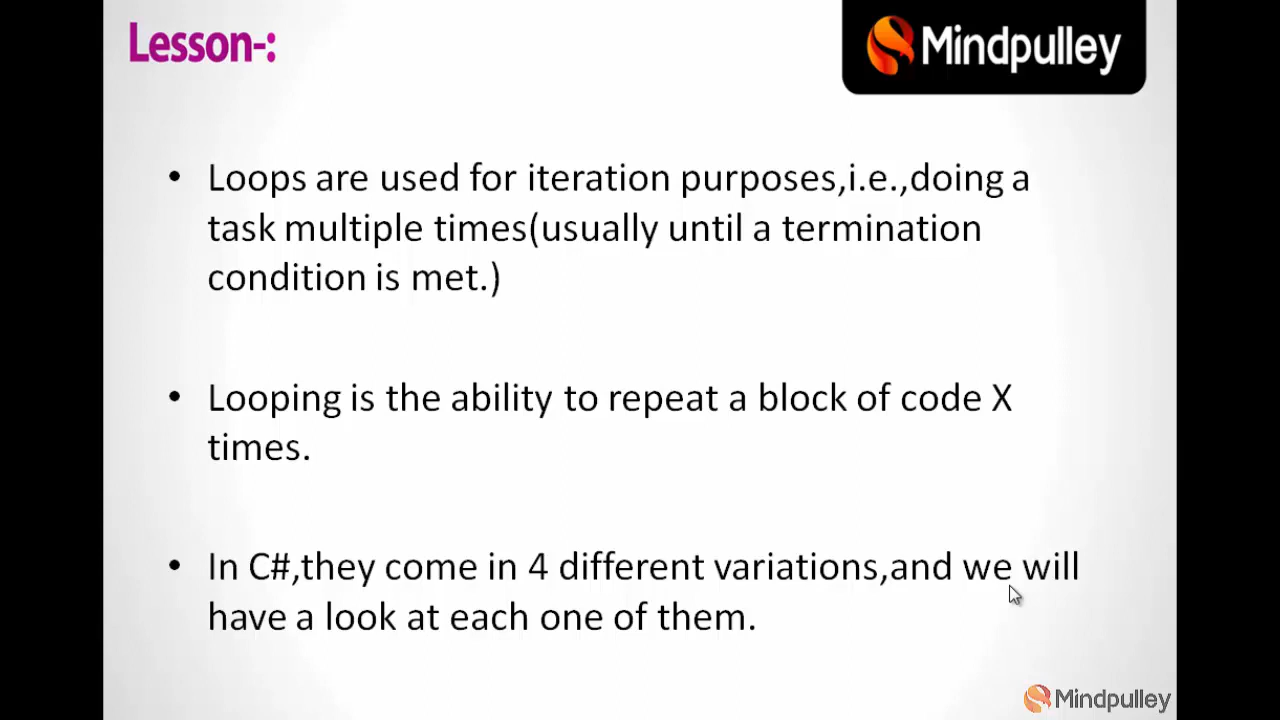 Lesson-:
Mindpulley
• Loops are used for iteration purposes,i.e.,doing a
task multiple times(usually until a termination
condition is met.)
• Looping is the ability to repeat a block of code X
times.
• In C#,they come in 4 different variations,and we will
have a look at each one of them.
Mindpulley